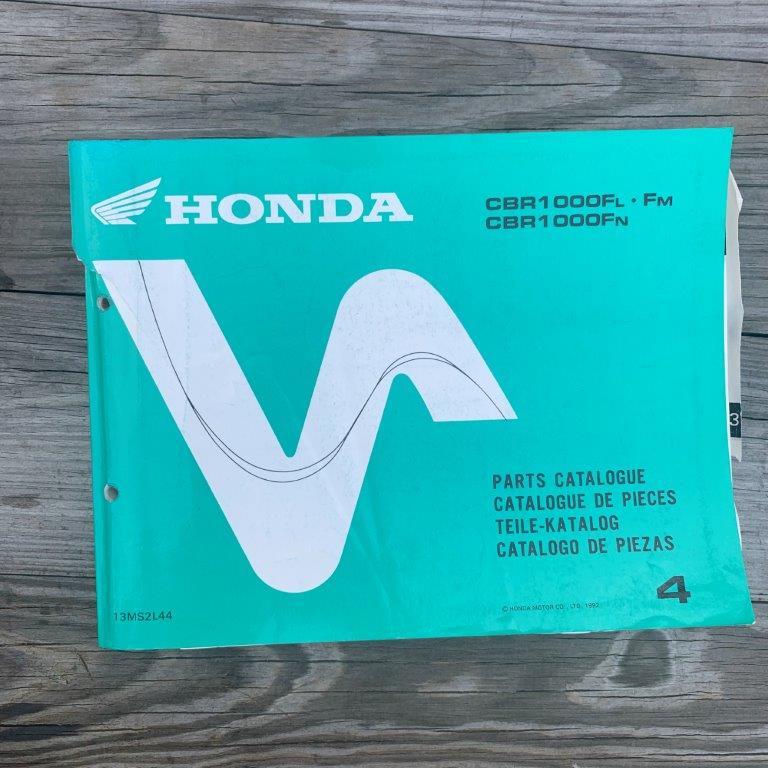 HONDA
CBR1000FL · FM
CBR1000FN
PARTS CATALOGUE
CATALOGUE DE PIECES
TEILE-KATALOG
CATALOGO DE PIEZAS
4
© HONDA MOTOR CO., LTD. 1992
13MS2L44
3